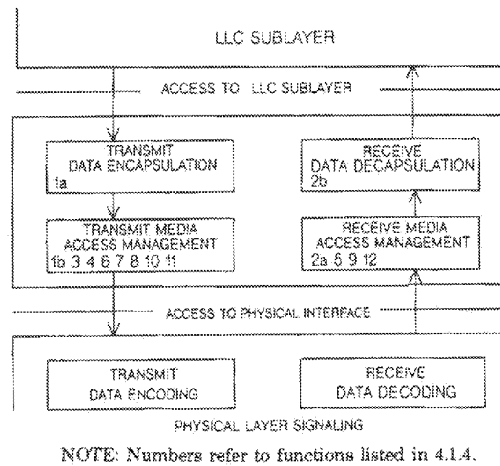 LLC SUBLAYER
ACCESS TO LLC SUBLAYER
TRANSMIT
DATA ENCAPSULATION
1a
RECEIVE
DATA DECAPSULATION
2b
TRANSMIT MEDIA
ACCESS MANAGEMENT
1b 3 4 6 7 8 10 11
RECEIVE MEDIA
ACCESS MANAGEMENT
2a 5 9 12
ACCESS TO PHYSICAL INTERFACE
TRANSMIT
DATA ENCODING
RECEIVE
DATA DECODING
PHYSICAL LAYER SIGNALING
NOTE: Numbers refer to functions listed in 4.1.4.